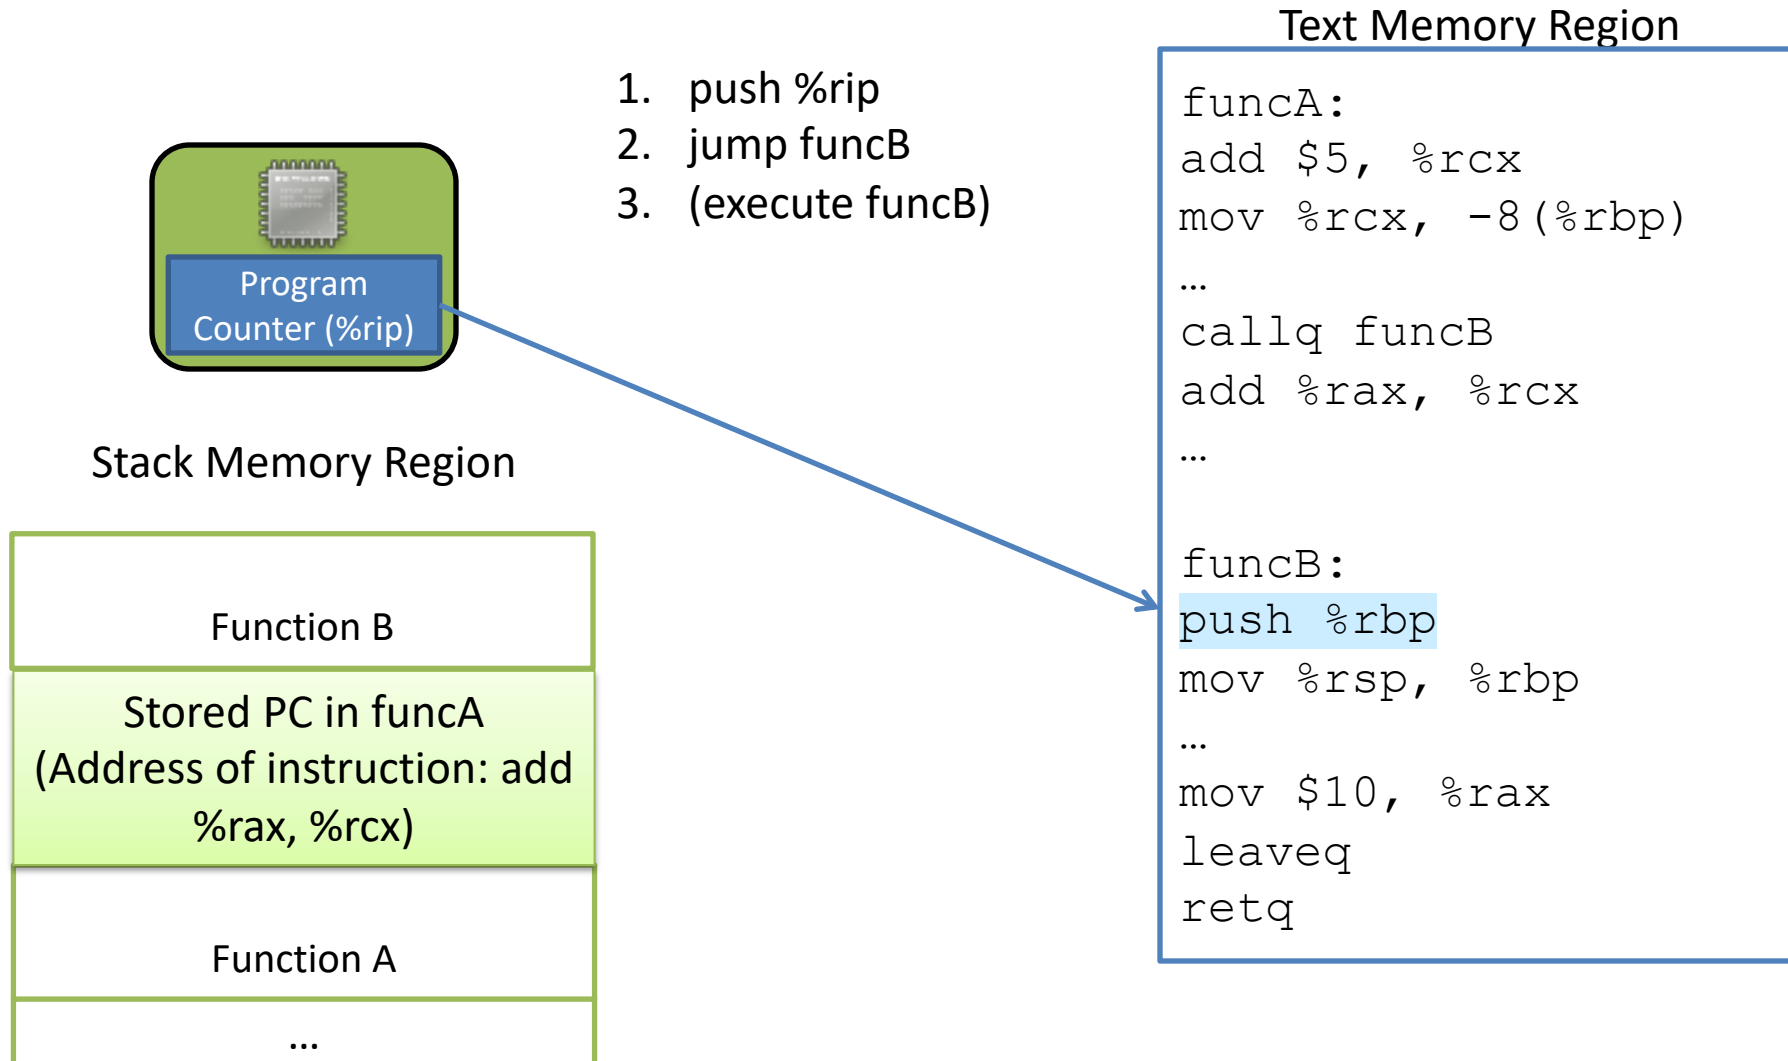 Text Memory Region
1. push %rip
2. jump funcB
3. (execute funcB)
Program
Counter (%rip)
Stack Memory Region
Function B
Stored PC in funcA
(Address of instruction: add
%rax, %rcx)
Function A
…
funcA:
add $5, %rcx
mov %rcx, -8(%rbp)
…
callq funcB
add %rax, %rcx
…
funcB:
push %rbp
mov %rsp, %rbp
…
mov $10, %rax
leaveq
retq